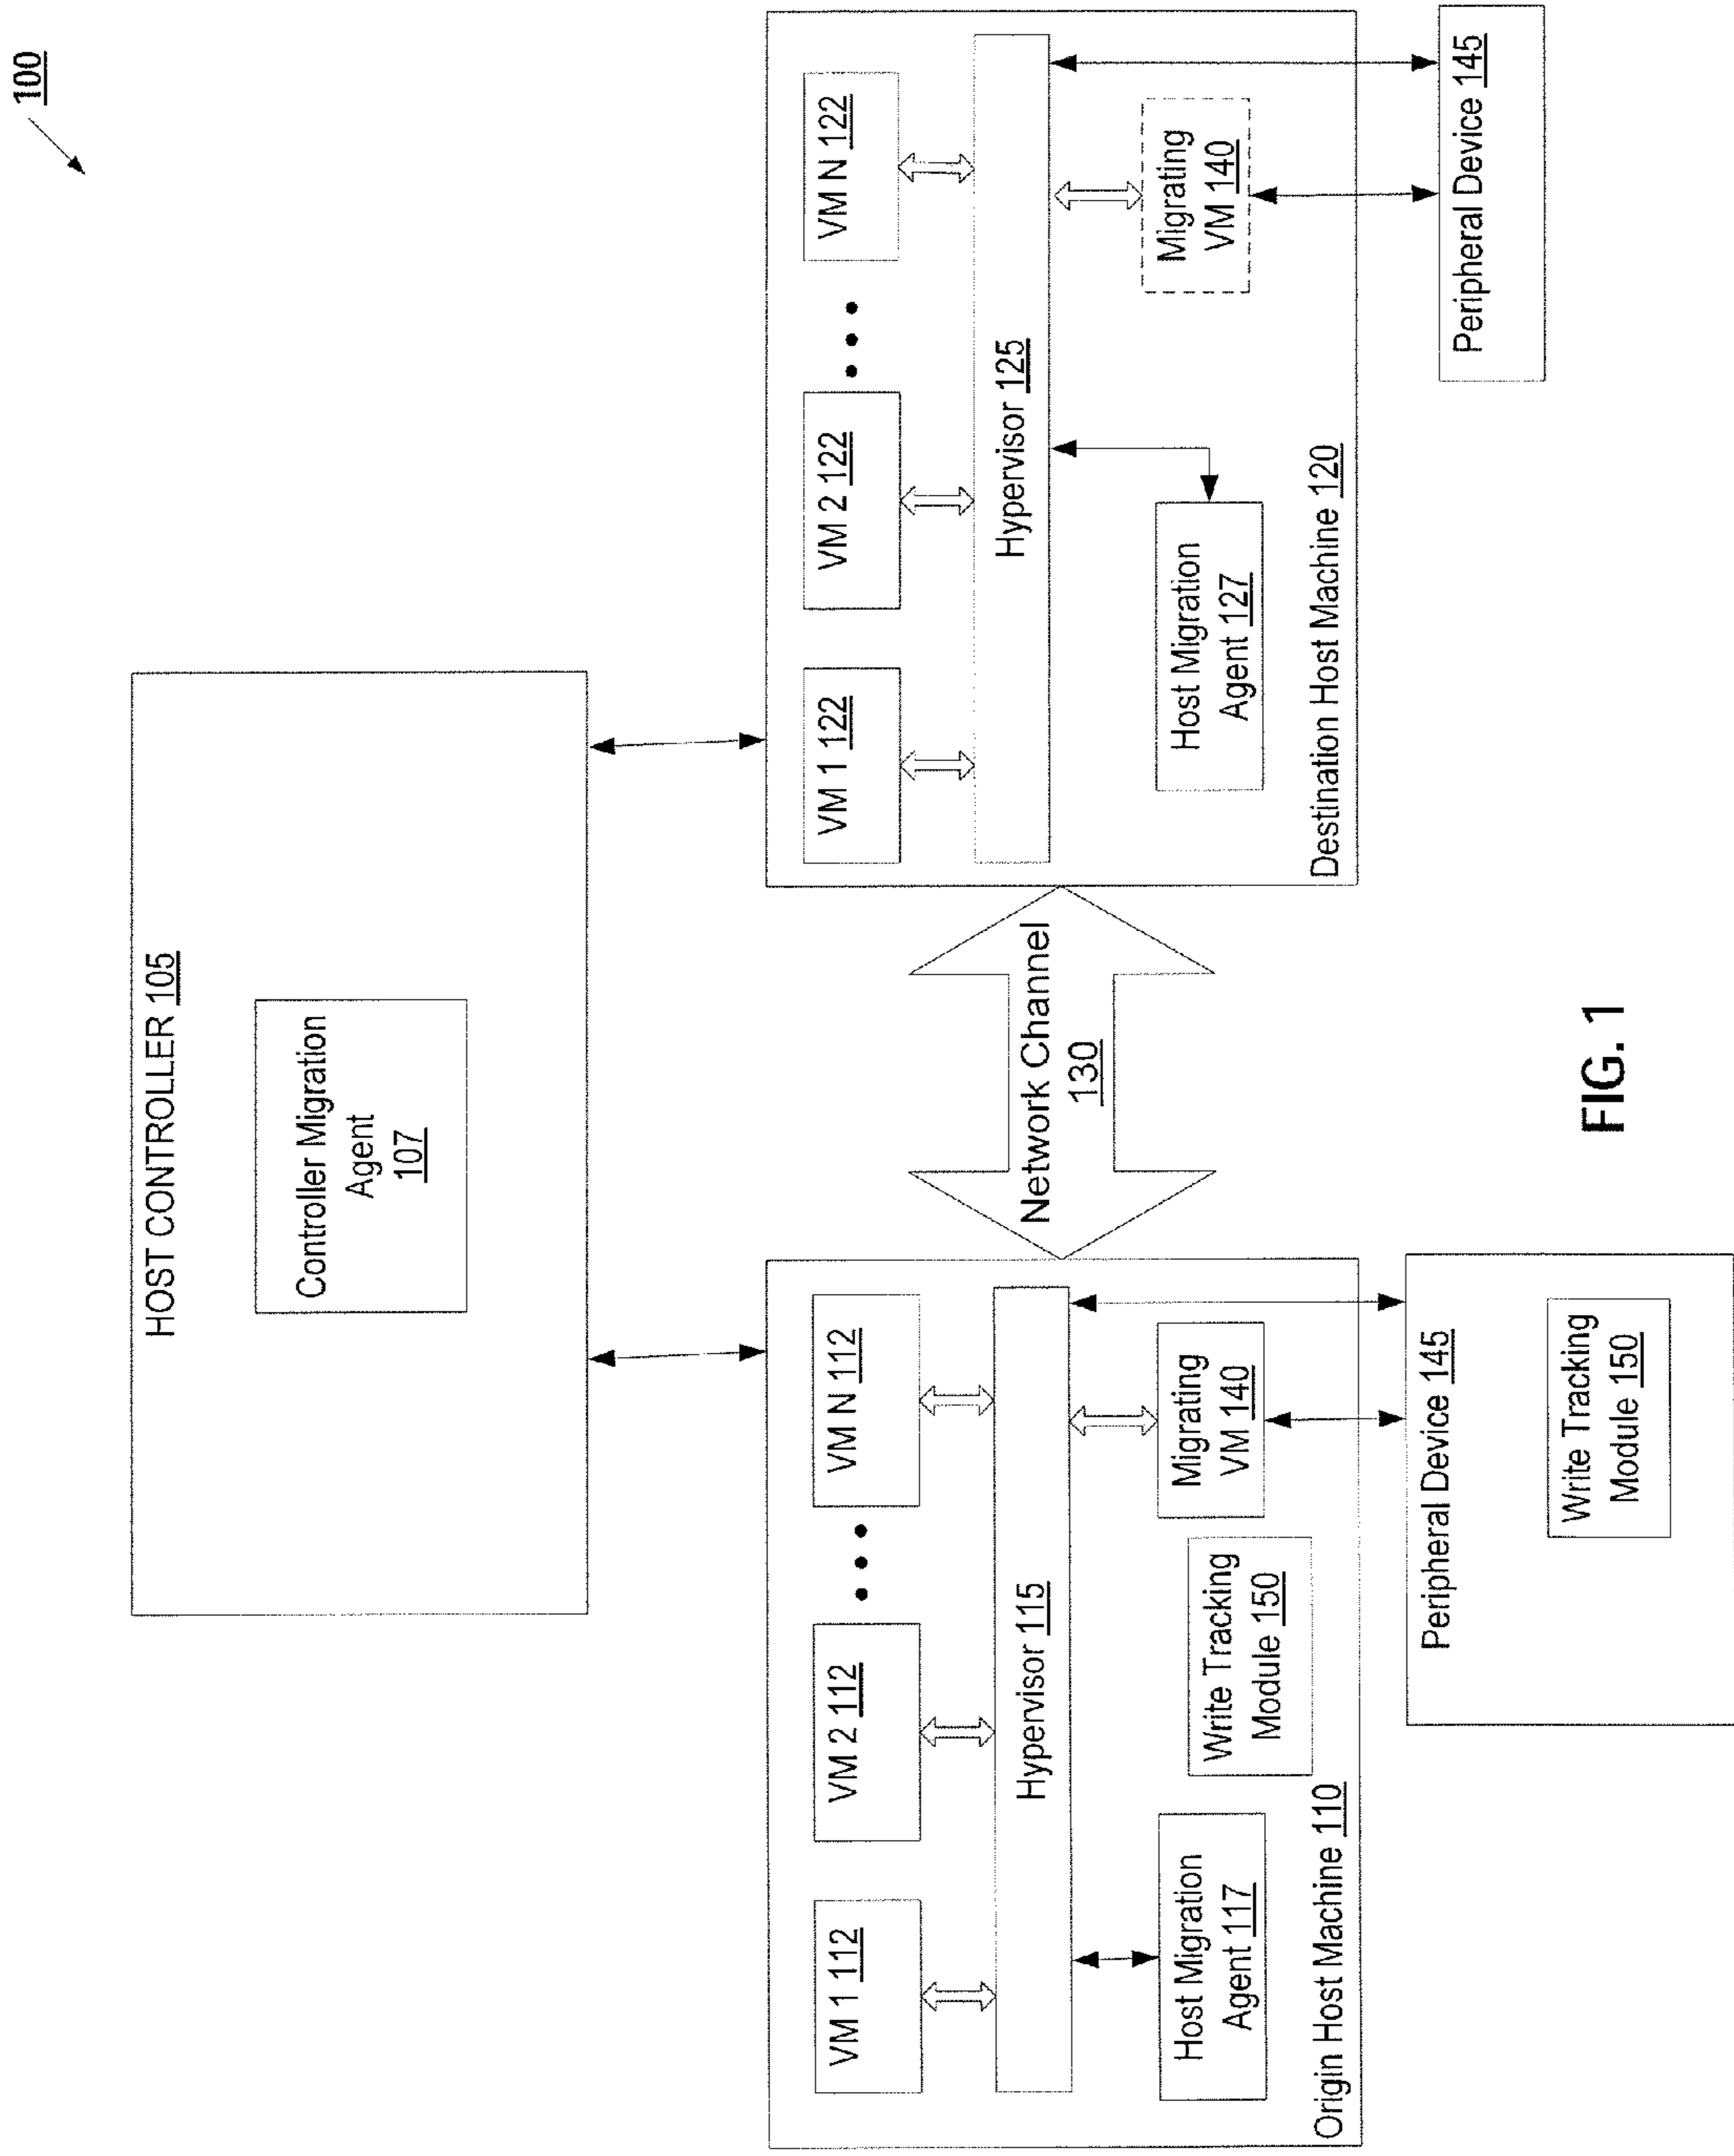 100
HOST CONTROLLER 105
Controller Migration
Agent
107
VM 1 112
VM 2 112
• • •
VM N 112
Hypervisor 115
Host Migration
Agent 117
Write Tracking
Module 150
Migrating
VM 140
Origin Host Machine 110
Network Channel
130
VM 1 122
VM 2 122
• • •
VM N 122
Hypervisor 125
Host Migration
Agent 127
Migrating
VM 140
Destination Host Machine 120
Peripheral Device 145
Write Tracking
Module 150
Peripheral Device 145
FIG. 1